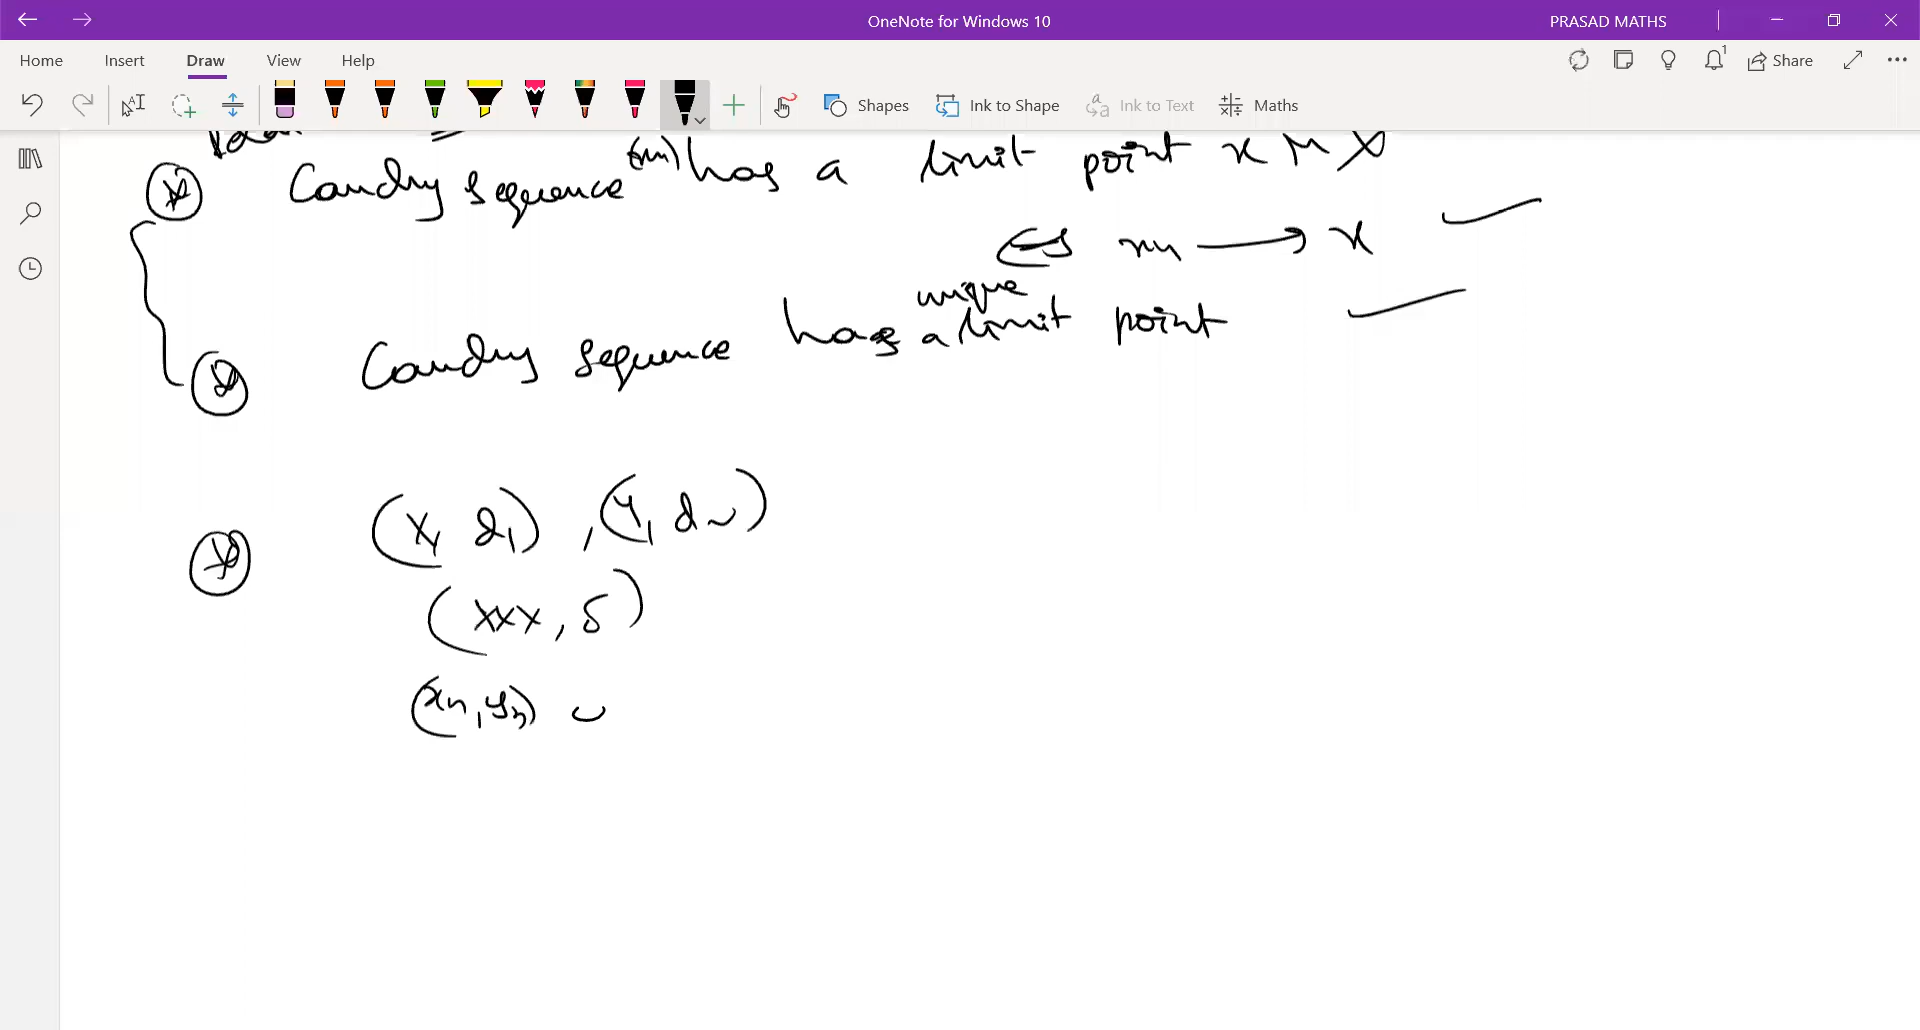 OneNote for Windows 10
PRASAD MATHS
Home Insert Draw View Help
1
Share
Shapes Ink to Shape Ink to Text Maths
Cauchy sequence (xn) has a limit point x in X
⇔ xn → x
unique
Cauchy sequence has a limit point
(X, d1), (Y, d2)
(X×X, δ)
(xn, yn)